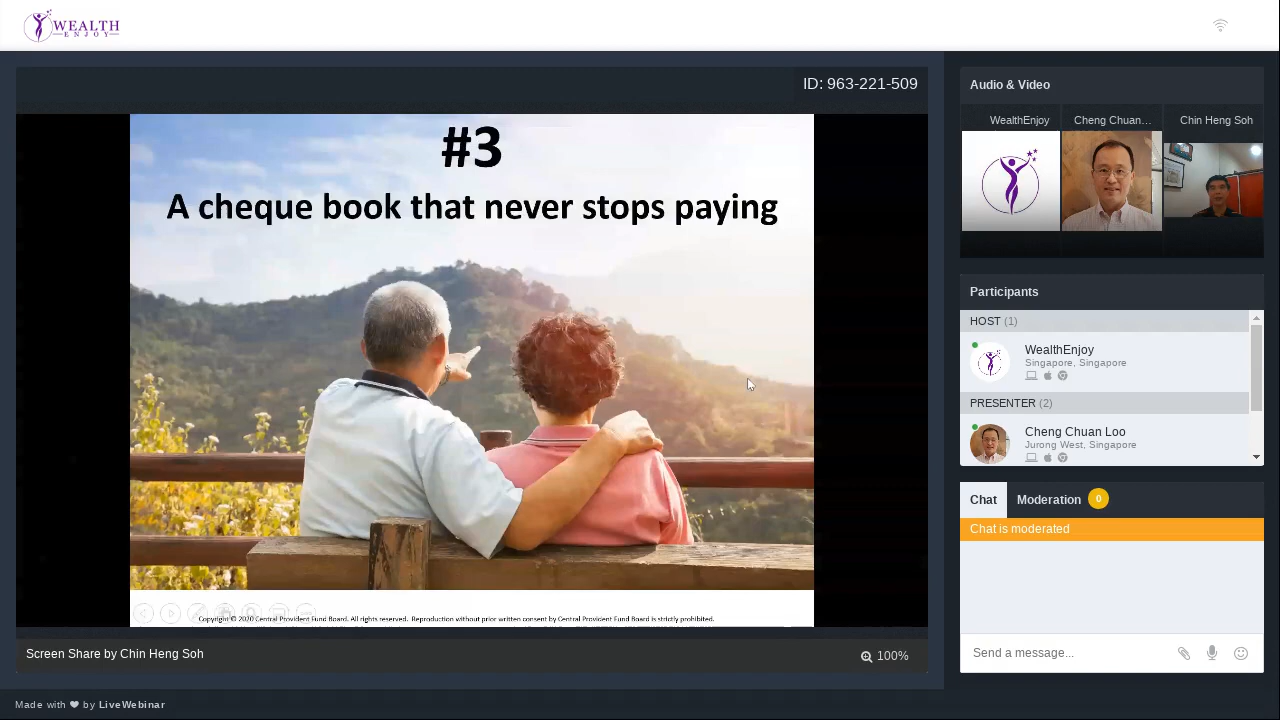 WEALTH
ENJOY
ID: 963-221-509
#3
A cheque book that never stops paying
Copyright © 2020 Central Provident Fund Board. All rights reserved. Reproduction without prior written consent by Central Provident Fund Board is strictly prohibited.
Screen Share by Chin Heng Soh
100%
Made with ❤ by LiveWebinar
Audio & Video
WealthEnjoy
Cheng Chuan...
Chin Heng Soh
Participants
HOST (1)
WealthEnjoy
Singapore, Singapore
PRESENTER (2)
Cheng Chuan Loo
Jurong West, Singapore
Chat
Moderation 0
Chat is moderated
Send a message...